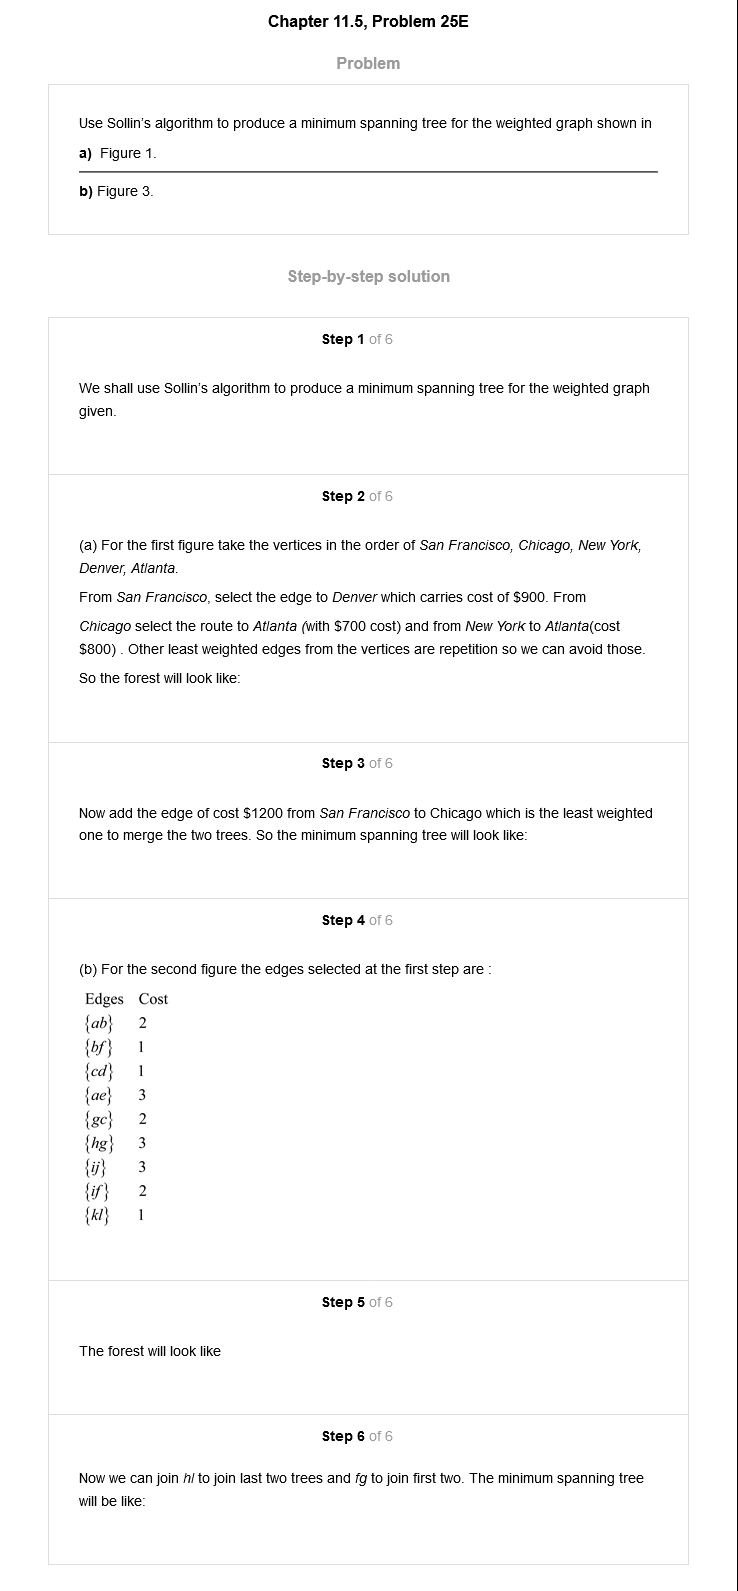 Chapter 11.5, Problem 25E
Problem
Use Sollin's algorithm to produce a minimum spanning tree for the weighted graph shown in
a) Figure 1.
b) Figure 3.
Step-by-step solution
Step 1 of 6
We shall use Sollin's algorithm to produce a minimum spanning tree for the weighted graph
given.
Step 2 of 6
(a) For the first figure take the vertices in the order of San Francisco, Chicago, New York,
Denver, Atlanta.
From San Francisco, select the edge to Denver which carries cost of $900. From
Chicago select the route to Atlanta (with $700 cost) and from New York to Atlanta(cost
$800) . Other least weighted edges from the vertices are repetition so we can avoid those.
So the forest will look like:
Step 3 of 6
Now add the edge of cost $1200 from San Francisco to Chicago which is the least weighted
one to merge the two trees. So the minimum spanning tree will look like:
Step 4 of 6
(b) For the second figure the edges selected at the first step are :
Edges Cost
{ab} 2
{bf} 1
{cd} 1
{ae} 3
{gc} 2
{hg} 3
{ij} 3
{if} 2
{kl} 1
Step 5 of 6
The forest will look like
Step 6 of 6
Now we can join hl to join last two trees and fg to join first two. The minimum spanning tree
will be like: